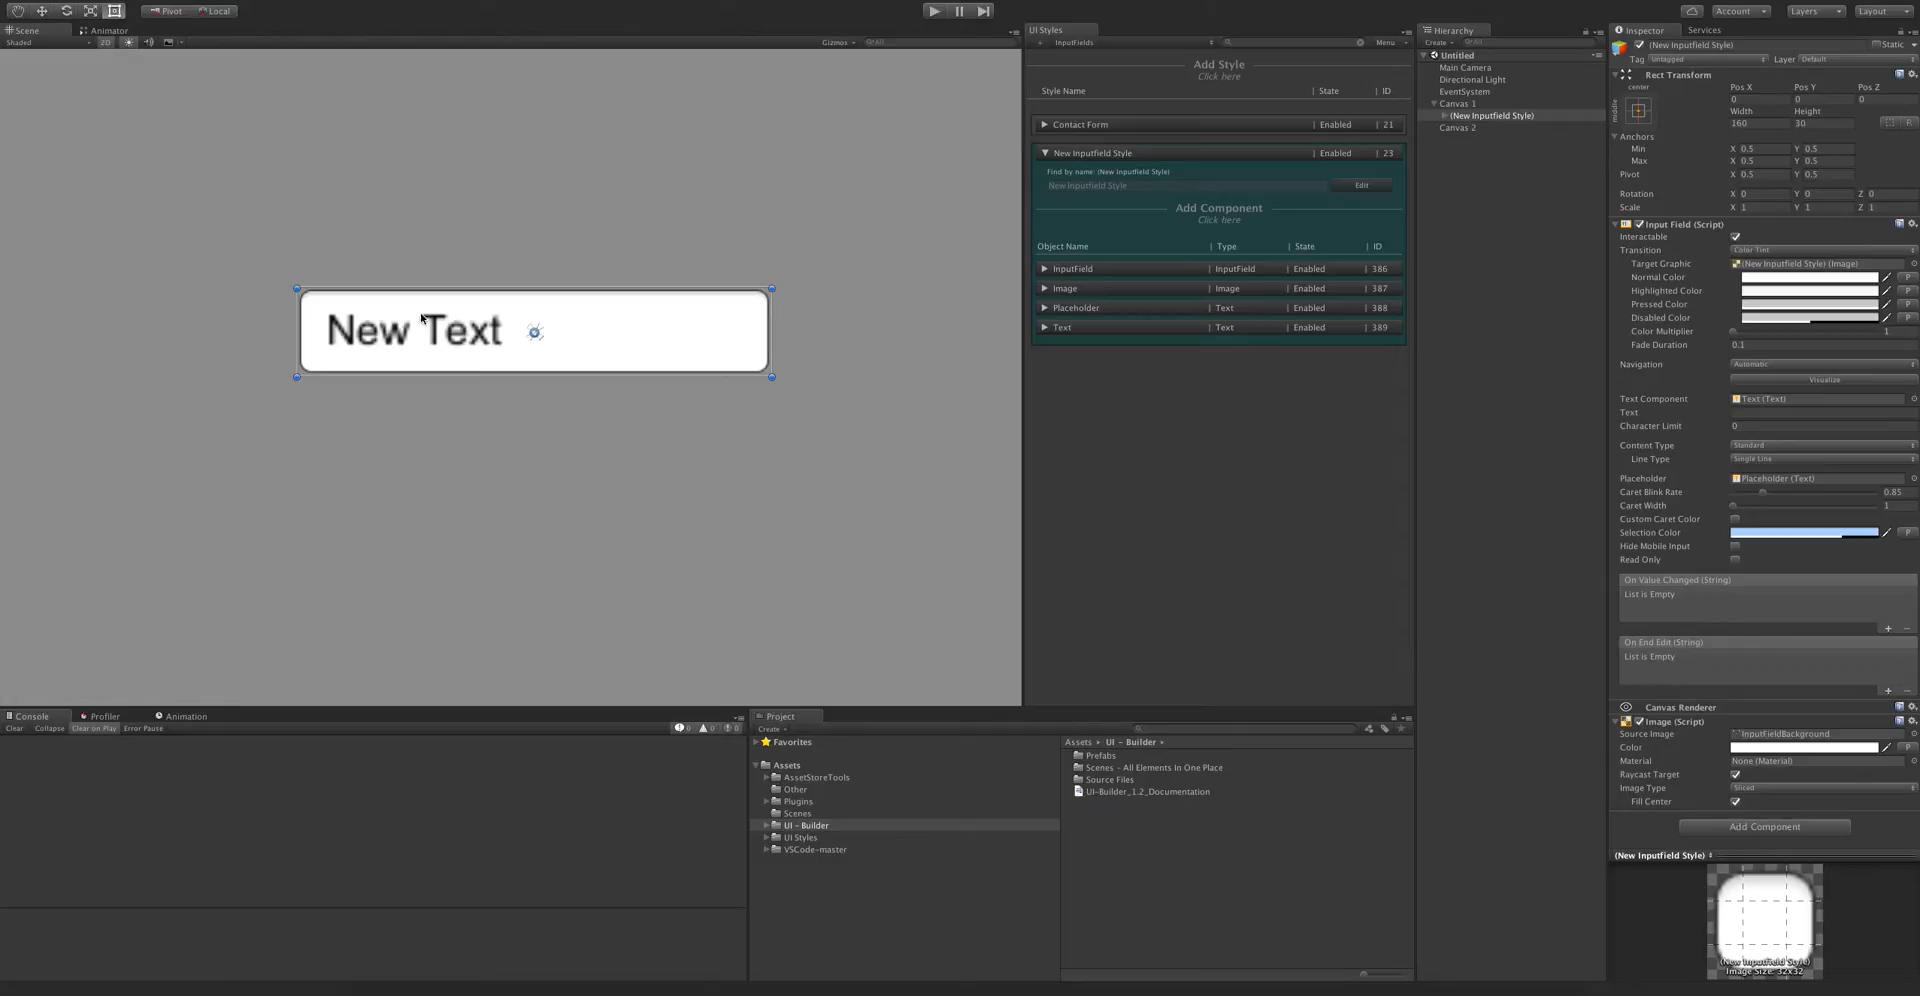 Pivot Local
Account Layers Layout
Scene Animator
Shaded 2D Gizmos All
New Text
UI Styles
InputFields Menu
Add Style
Click here
Style Name | State | ID
Contact Form | Enabled | 21
New Inputfield Style | Enabled | 23
Find by name: (New Inputfield Style)
New Inputfield Style Edit
Add Component
Click here
Object Name | Type | State | ID
InputField | InputField | Enabled | 386
Image | Image | Enabled | 387
Placeholder | Text | Enabled | 388
Text | Text | Enabled | 389
Hierarchy
Create All
Untitled
Main Camera
Directional Light
EventSystem
Canvas 1
(New Inputfield Style)
Canvas 2
Inspector Services
(New Inputfield Style) Static
Tag Untagged Layer Default
Rect Transform
center
middle
Pos X Pos Y Pos Z
0 0 0
Width Height
160 30
R
Anchors
Min X 0.5 Y 0.5
Max X 0.5 Y 0.5
Pivot X 0.5 Y 0.5
Rotation X 0 Y 0 Z 0
Scale X 1 Y 1 Z 1
Input Field (Script)
Interactable
Transition Color Tint
Target Graphic (New Inputfield Style) (Image)
Normal Color P
Highlighted Color P
Pressed Color P
Disabled Color P
Color Multiplier 1
Fade Duration 0.1
Navigation Automatic
Visualize
Text Component Text (Text)
Text
Character Limit 0
Content Type Standard
Line Type Single Line
Placeholder Placeholder (Text)
Caret Blink Rate 0.85
Caret Width 1
Custom Caret Color
Selection Color P
Hide Mobile Input
Read Only
On Value Changed (String)
List is Empty
+ −
On End Edit (String)
List is Empty
+ −
Canvas Renderer
Image (Script)
Source Image InputFieldBackground
Color P
Material None (Material)
Raycast Target
Image Type Sliced
Fill Center
Add Component
(New Inputfield Style)
(New Inputfield Style)
Image Size: 32x32
Console Profiler Animation
Clear Collapse Clear on Play Error Pause 0 0 0
Project
Create
Favorites
Assets
AssetStoreTools
Other
Plugins
Scenes
UI - Builder
UI Styles
VSCode-master
Assets ▸ UI - Builder ▸
Prefabs
Scenes - All Elements In One Place
Source Files
UI-Builder_1.2_Documentation